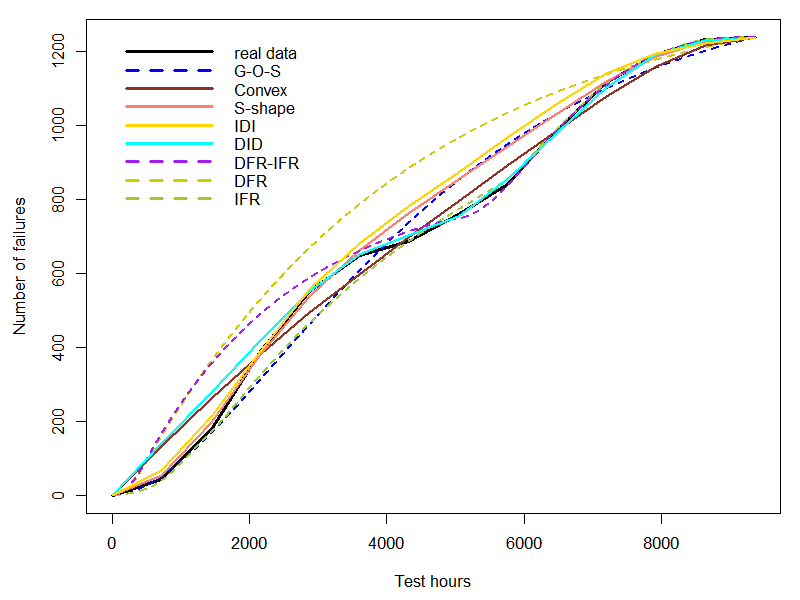 real data
G-O-S
Convex
S-shape
IDI
DID
DFR-IFR
DFR
IFR
Number of failures
0
200
400
600
800
1000
1200
0 2000 4000 6000 8000
Test hours